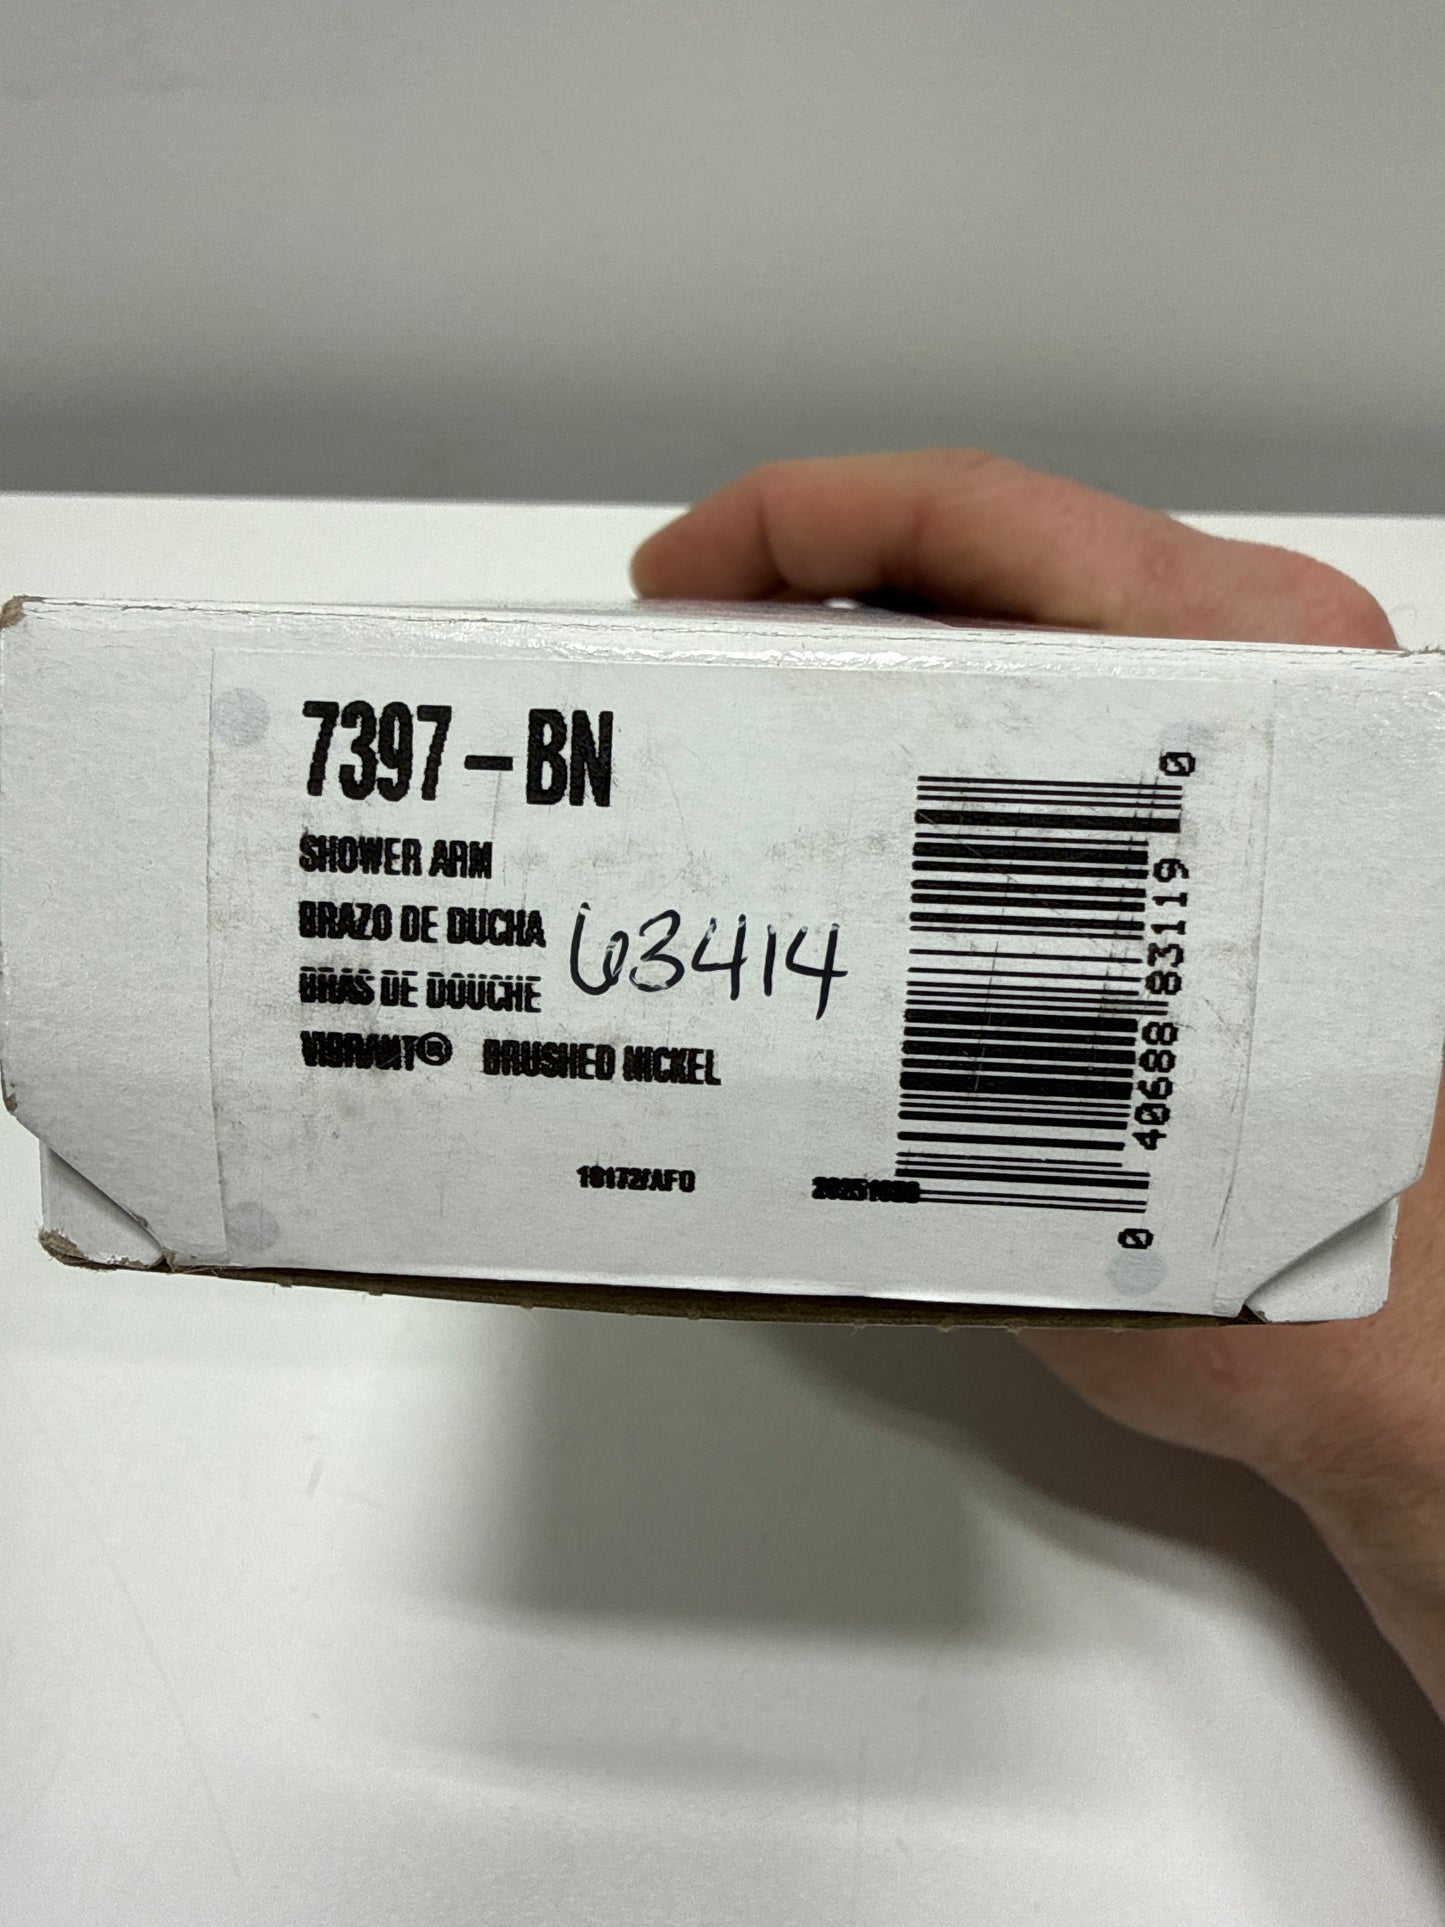 7397-BN
SHOWER ARM
BRAZO DE DUCHA
63414
BRAS DE DOUCHE
VIBRANT® BRUSHED NICKEL
0 40688 83119 0